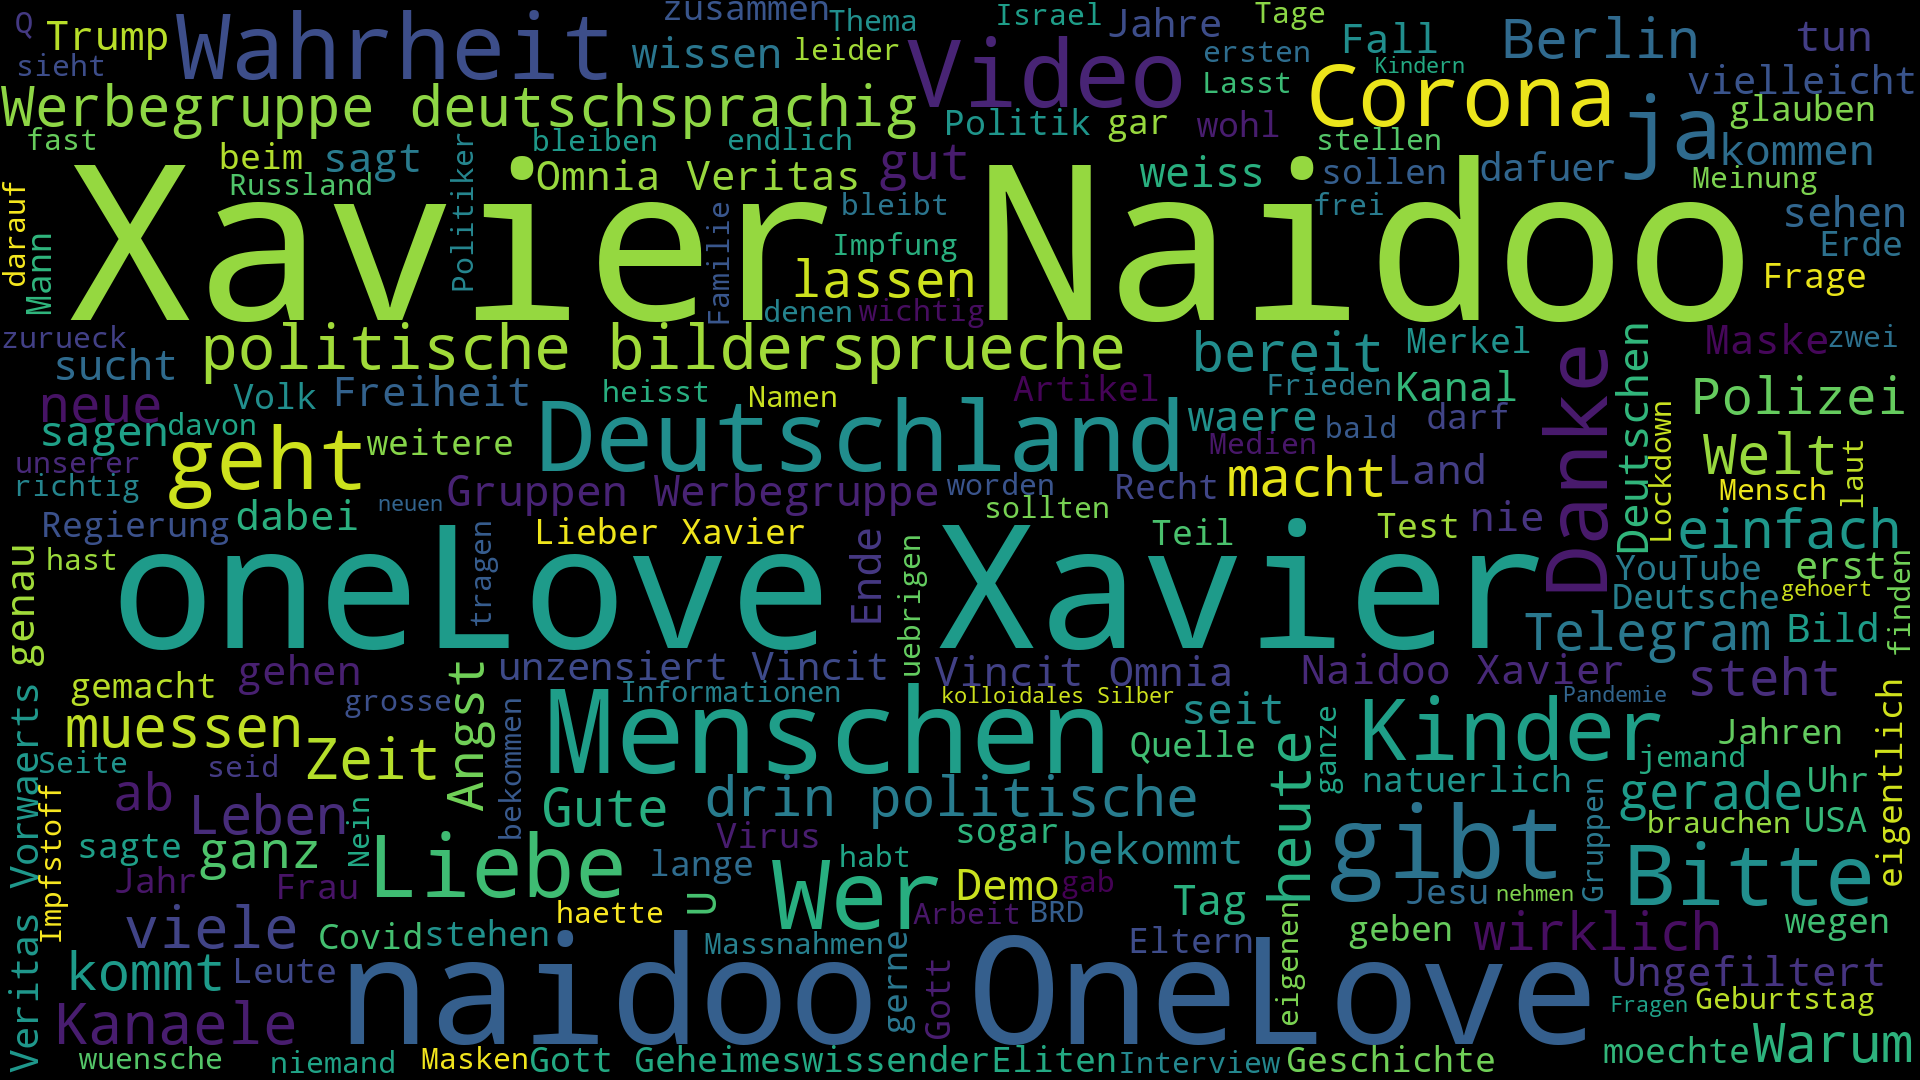 Q Trump Wahrheit zusammen Thema Israel Jahre Tage Fall Berlin tun
sieht wissen leider Video ersten Kindern vielleicht
Werbegruppe deutschsprachig Lasst Corona ja glauben
fast bleiben endlich Politik gar wohl stellen kommen
beim sagt Politiker Omnia Veritas gut weiss sollen dafuer Meinung
Russland bleibt frei sehen
darauf Mann Xavier Naidoo Familie Impfung Erde
lassen Frage
denen wichtig
zurueck politische bildersprueche bereit Merkel Maske zwei
sucht Volk Freiheit heisst Namen Artikel Frieden Kanal Danke Deutschen Polizei
neue sagen davon Deutschland waere bald darf Lockdown
geht weitere Medien Welt laut
unserer macht Land
richtig neuen Gruppen Werbegruppe worden Recht Mensch
Regierung dabei sollten nie einfach
hast Lieber Xavier Teil Test
genau oneLove Xavier tragen Ende uebrigen YouTube erst finden
Deutsche gehoert
Telegram Bild
gemacht gehen Angst unzensiert Vincit Vincit Omnia Naidoo Xavier steht
grosse Informationen kolloidales Silber Pandemie
muessen Zeit bekommen Menschen seit Kinder Jahren eigentlich
Seite seid Quelle heute ganze jemand
Veritas Vorwaerts ab Leben Gute drin politische natuerlich gerade Uhr
Impfstoff Nein Virus sogar gibt Gruppen brauchen USA
sagte ganz Liebe lange habt bekommt Bitte
Jahr Frau Wer Demo gab Tag Jesu nehmen
viele haette U Arbeit BRD wegen
Covid stehen Massnahmen Eltern eigenen geben wirklich
kommt Leute naidoo OneLove gerne Gott Ungefiltert
Kanaele Fragen Geburtstag
wuensche niemand Masken Gott GeheimeswissenderEliten Interview Geschichte moechte Warum